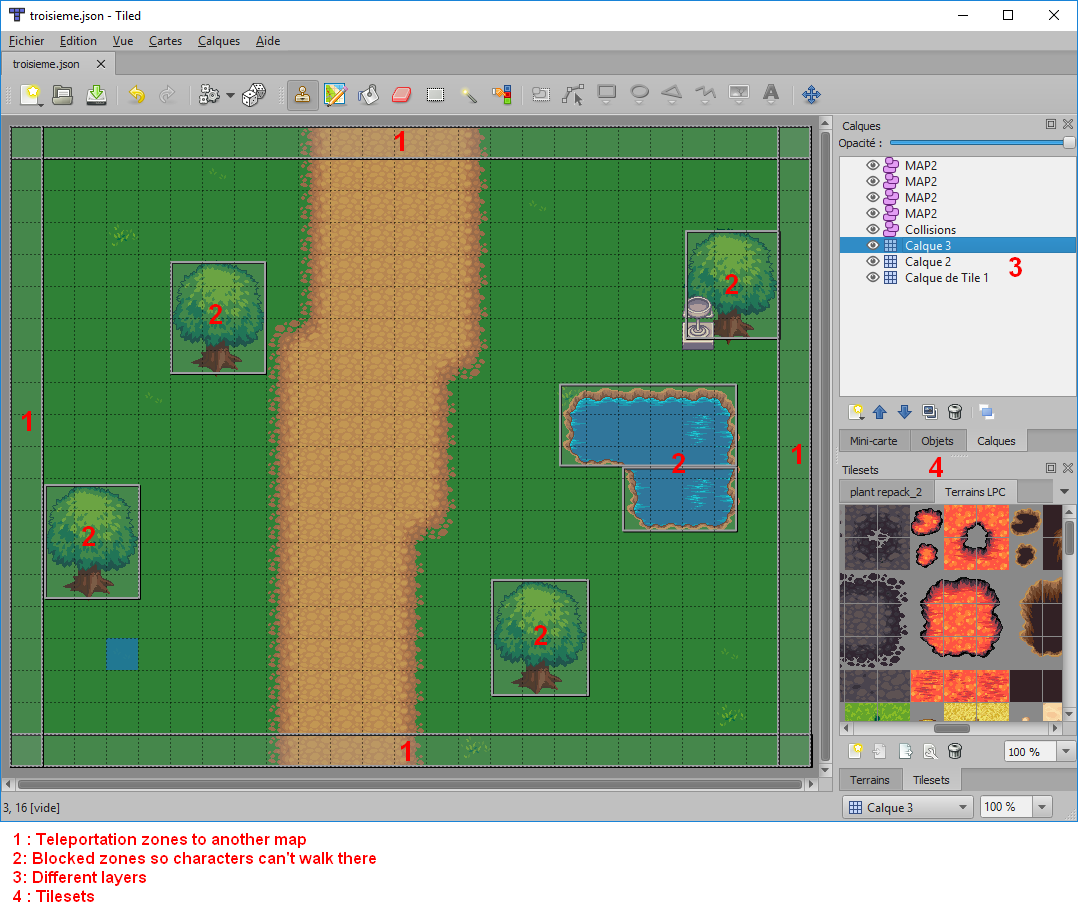 troisieme.json - Tiled
Fichier Edition Vue Cartes Calques Aide
troisieme.json
1
2
2
1
2
1
2
2
1
Calques
Opacité :
MAP2
MAP2
MAP2
MAP2
Collisions
Calque 3
Calque 2
3
Calque de Tile 1
Mini-carte Objets Calques
Tilesets
4
plant repack_2 Terrains LPC
100 %
Terrains Tilesets
3, 16 [vide]
Calque 3 100 %
1 : Teleportation zones to another map
2: Blocked zones so characters can't walk there
3: Different layers
4 : Tilesets